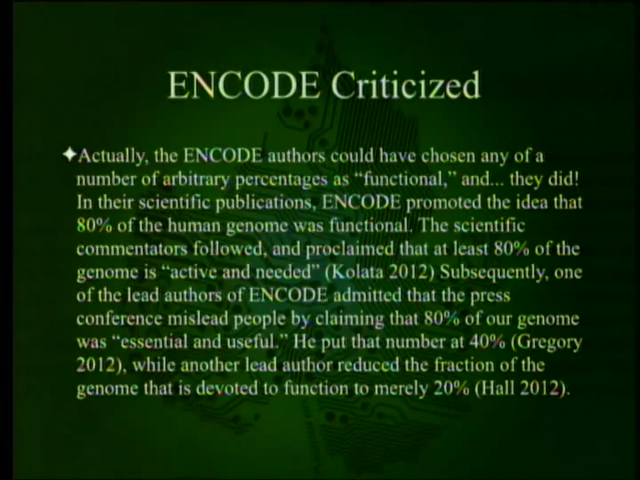 ENCODE Criticized
✦Actually, the ENCODE authors could have chosen any of a
number of arbitrary percentages as “functional,” and... they did!
In their scientific publications, ENCODE promoted the idea that
80% of the human genome was functional. The scientific
commentators followed, and proclaimed that at least 80% of the
genome is “active and needed” (Kolata 2012) Subsequently, one
of the lead authors of ENCODE admitted that the press
conference mislead people by claiming that 80% of our genome
was “essential and useful.” He put that number at 40% (Gregory
2012), while another lead author reduced the fraction of the
genome that is devoted to function to merely 20% (Hall 2012).